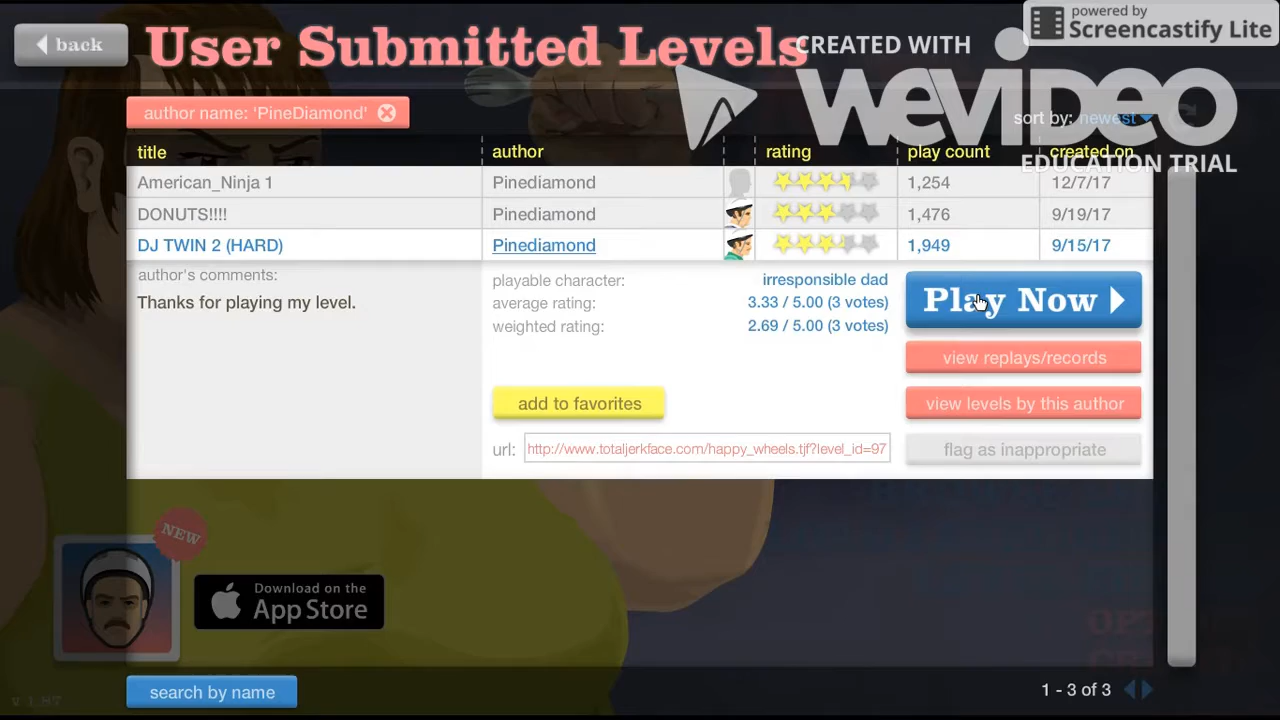 back
User Submitted Levels
powered by
Screencastify Lite
CREATED WITH
WEVIDEO
EDUCATION TRIAL
author name: 'PineDiamond'
sort by: newest
title author rating play count created on
American_Ninja 1 Pinediamond 1,254 12/7/17
DONUTS!!!! Pinediamond 1,476 9/19/17
DJ TWIN 2 (HARD) Pinediamond 1,949 9/15/17
author's comments:
Thanks for playing my level.
playable character: irresponsible dad
average rating: 3.33 / 5.00 (3 votes)
weighted rating: 2.69 / 5.00 (3 votes)
Play Now
view replays/records
add to favorites
view levels by this author
url: http://www.totaljerkface.com/happy_wheels.tjf?level_id=97
flag as inappropriate
NEW
Download on the
App Store
search by name
1 - 3 of 3
v 1.87